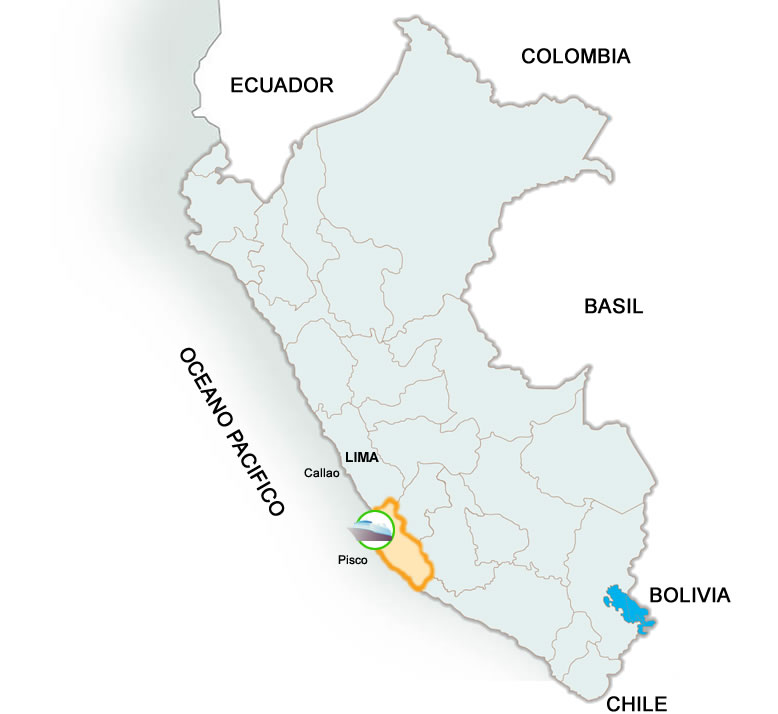 COLOMBIA
ECUADOR
BASIL
OCEANO PACIFICO
LIMA
Callao
Pisco
BOLIVIA
CHILE